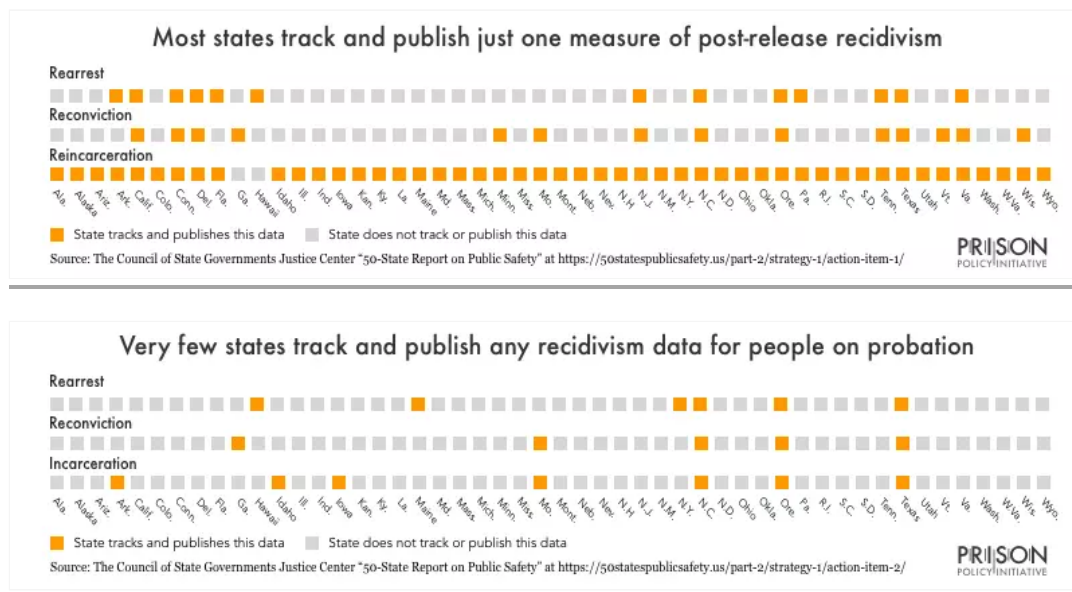 Most states track and publish just one measure of post-release recidivism
Rearrest
Reconviction
Reincarceration
Ala. Alaska Ariz. Ark. Calif. Colo. Conn. Del. Fla. Ga. Hawaii Idaho Ill. Ind. Iowa Kan. Ky. La. Maine Md. Mass. Mich. Minn. Miss. Mo. Mont. Neb. Nev. N.H N.J. N.M. N.Y. N.C. N.D. Ohio Okla. Ore. Pa. R.I. S.C. S.D. Tenn. Texas Utah Vt. Va. Wash. W.Va. Wis. Wyo.
State tracks and publishes this data State does not track or publish this data
Source: The Council of State Governments Justice Center “50-State Report on Public Safety” at https://50statespublicsafety.us/part-2/strategy-1/action-item-1/
PRISON
POLICY INITIATIVE
Very few states track and publish any recidivism data for people on probation
Rearrest
Reconviction
Incarceration
Ala. Alaska Ariz. Ark. Calif. Colo. Conn. Del. Fla. Ga. Hawaii Idaho Ill. Ind. Iowa Kan. Ky. La. Maine Md. Mass. Mich. Minn. Miss. Mo. Mont. Neb. Nev. N.H N.J. N.M. N.Y. N.C. N.D. Ohio Okla. Ore. Pa. R.I. S.C. S.D. Tenn. Texas Utah Vt. Va. Wash. W.Va. Wis. Wyo.
State tracks and publishes this data State does not track or publish this data
Source: The Council of State Governments Justice Center “50-State Report on Public Safety” at https://50statespublicsafety.us/part-2/strategy-1/action-item-2/
PRISON
POLICY INITIATIVE